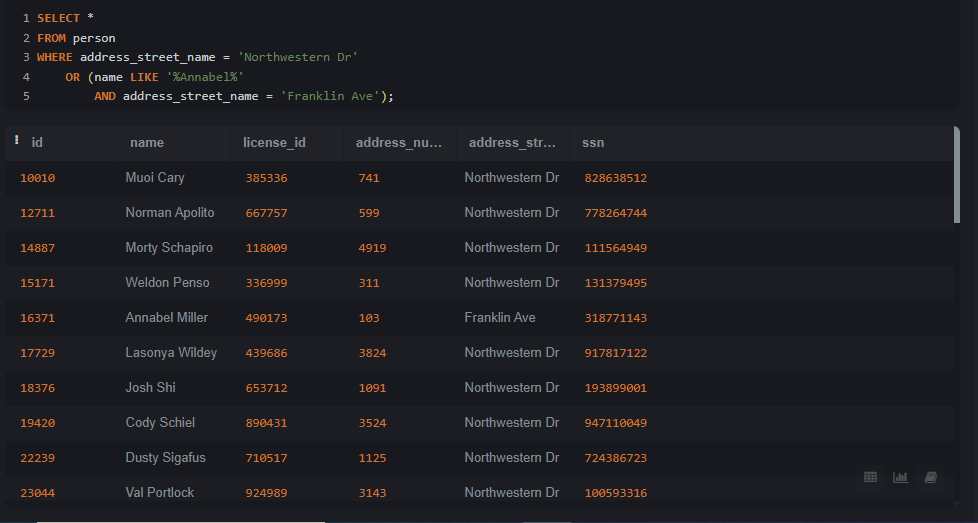 1 SELECT *
2 FROM person
3 WHERE address_street_name = 'Northwestern Dr'
4 OR (name LIKE '%Annabel%'
5 AND address_street_name = 'Franklin Ave');
id name license_id address_nu... address_str... ssn
10010 Muoi Cary 385336 741 Northwestern Dr 828638512
12711 Norman Apolito 667757 599 Northwestern Dr 778264744
14887 Morty Schapiro 118009 4919 Northwestern Dr 111564949
15171 Weldon Penso 336999 311 Northwestern Dr 131379495
16371 Annabel Miller 490173 103 Franklin Ave 318771143
17729 Lasonya Wildey 439686 3824 Northwestern Dr 917817122
18376 Josh Shi 653712 1091 Northwestern Dr 193899001
19420 Cody Schiel 890431 3524 Northwestern Dr 947110049
22239 Dusty Sigafus 710517 1125 Northwestern Dr 724386723
23044 Val Portlock 924989 3143 Northwestern Dr 100593316